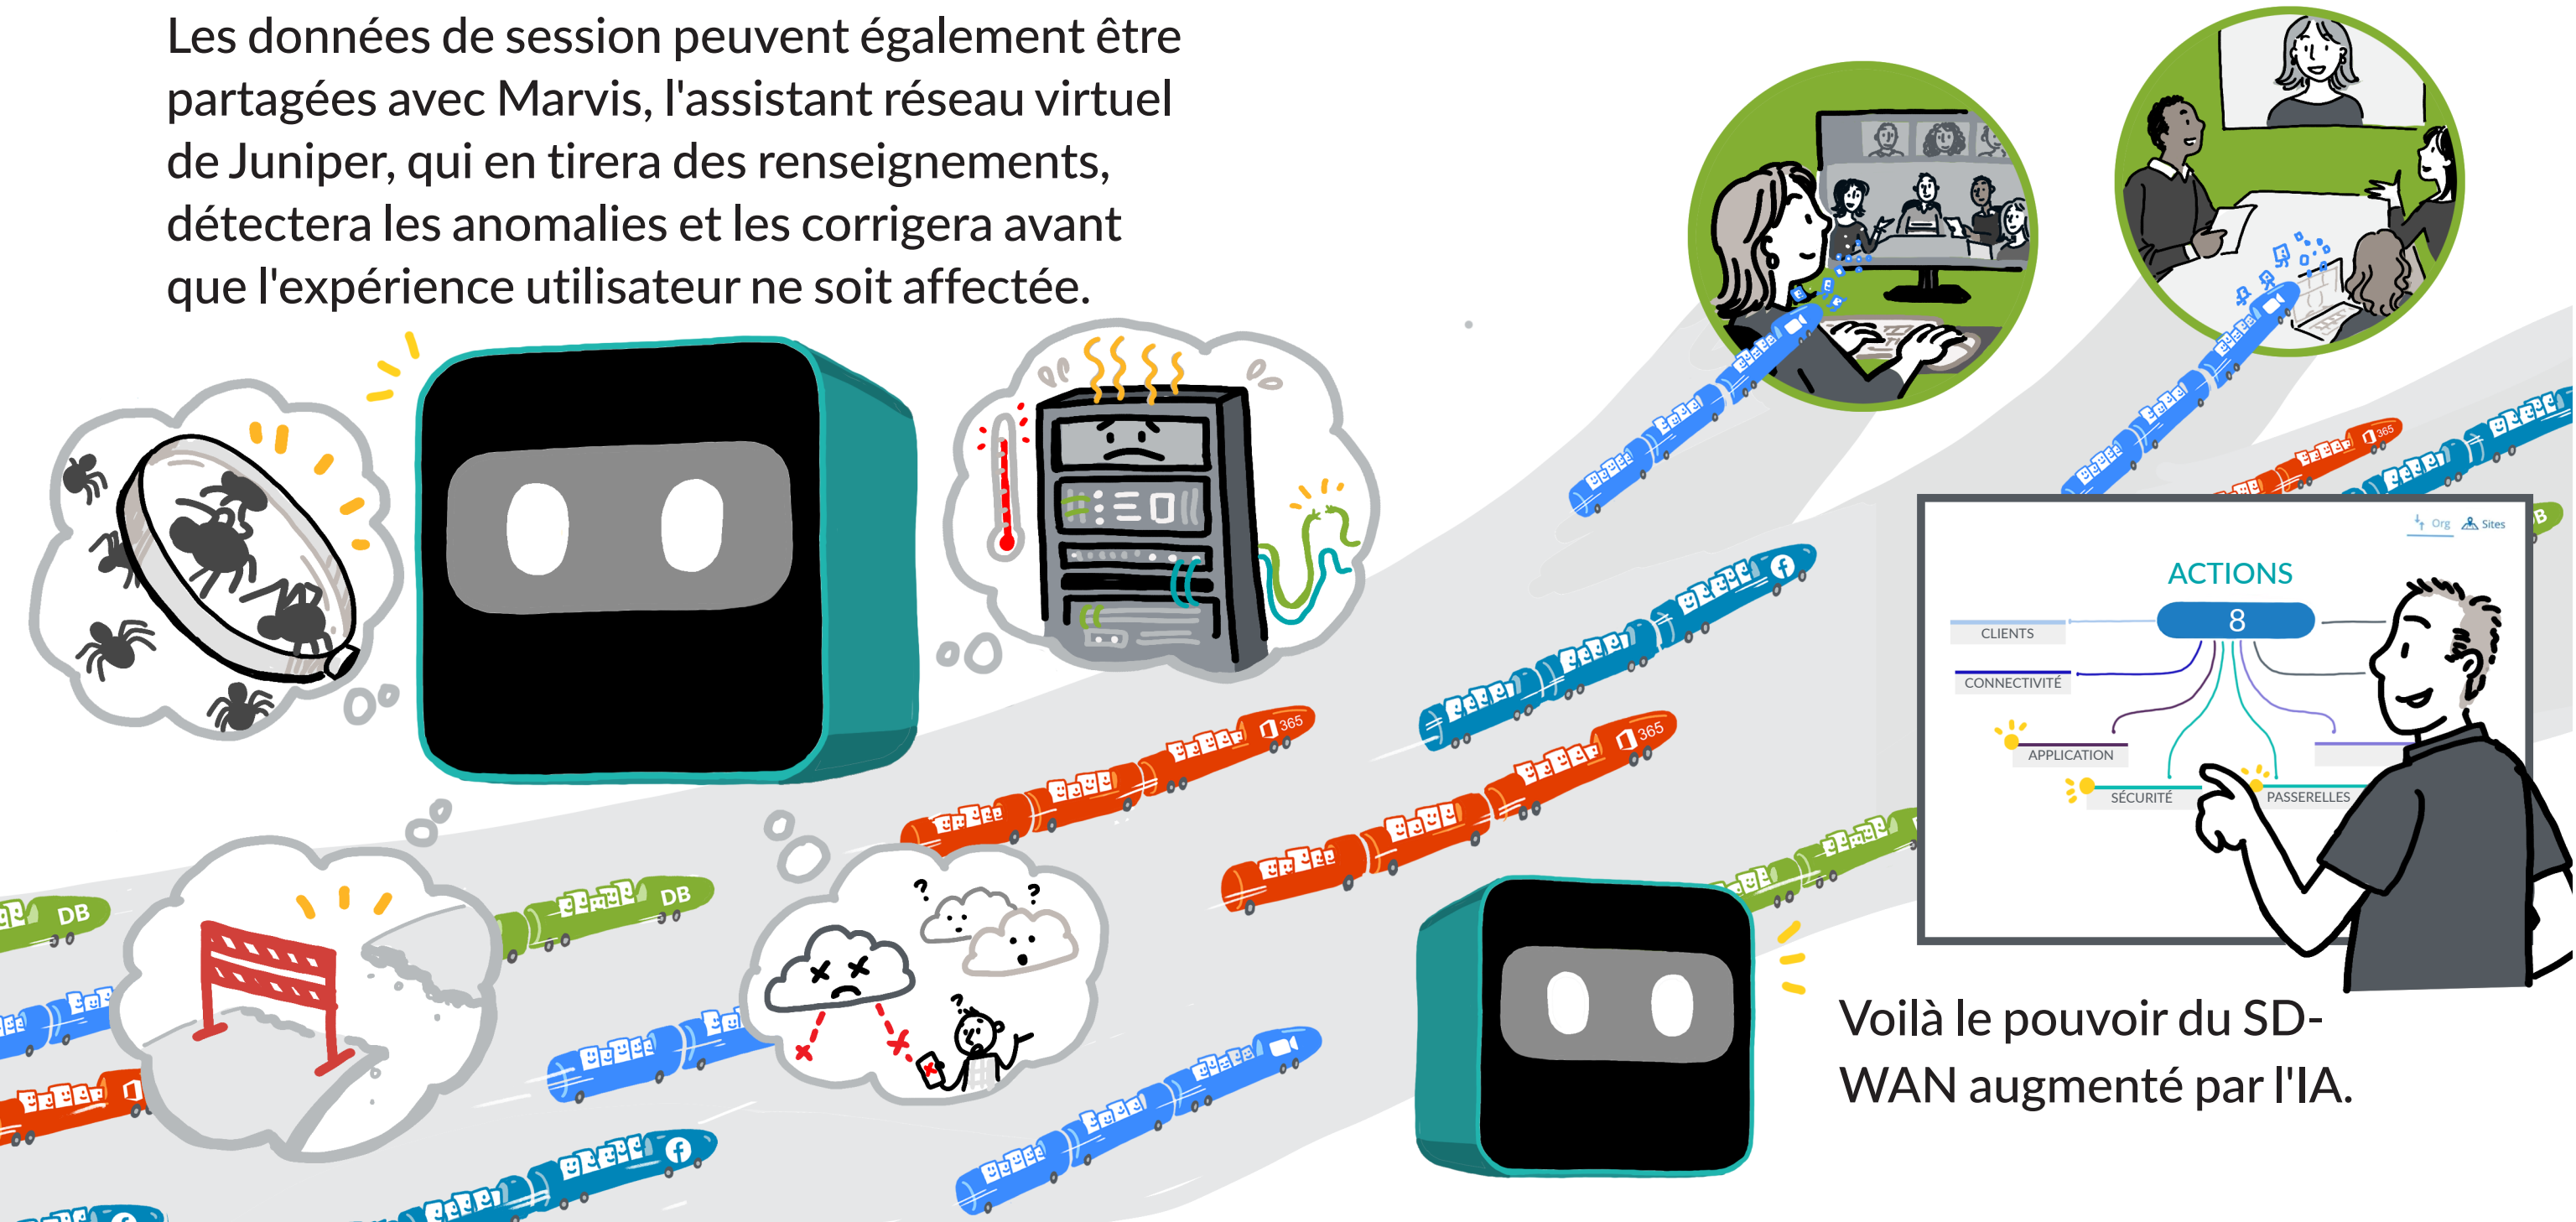 Les données de session peuvent également être
partagées avec Marvis, l'assistant réseau virtuel
de Juniper, qui en tirera des renseignements,
détectera les anomalies et les corrigera avant
que l'expérience utilisateur ne soit affectée.
365
Org Sites
B
ACTIONS
8
CLIENTS
CONNECTIVITÉ
APPLICATION
SÉCURITÉ
PASSERELLES
f
365
365
DB
DB
? ?
?
f
Voilà le pouvoir du SD-
WAN augmenté par l'IA.